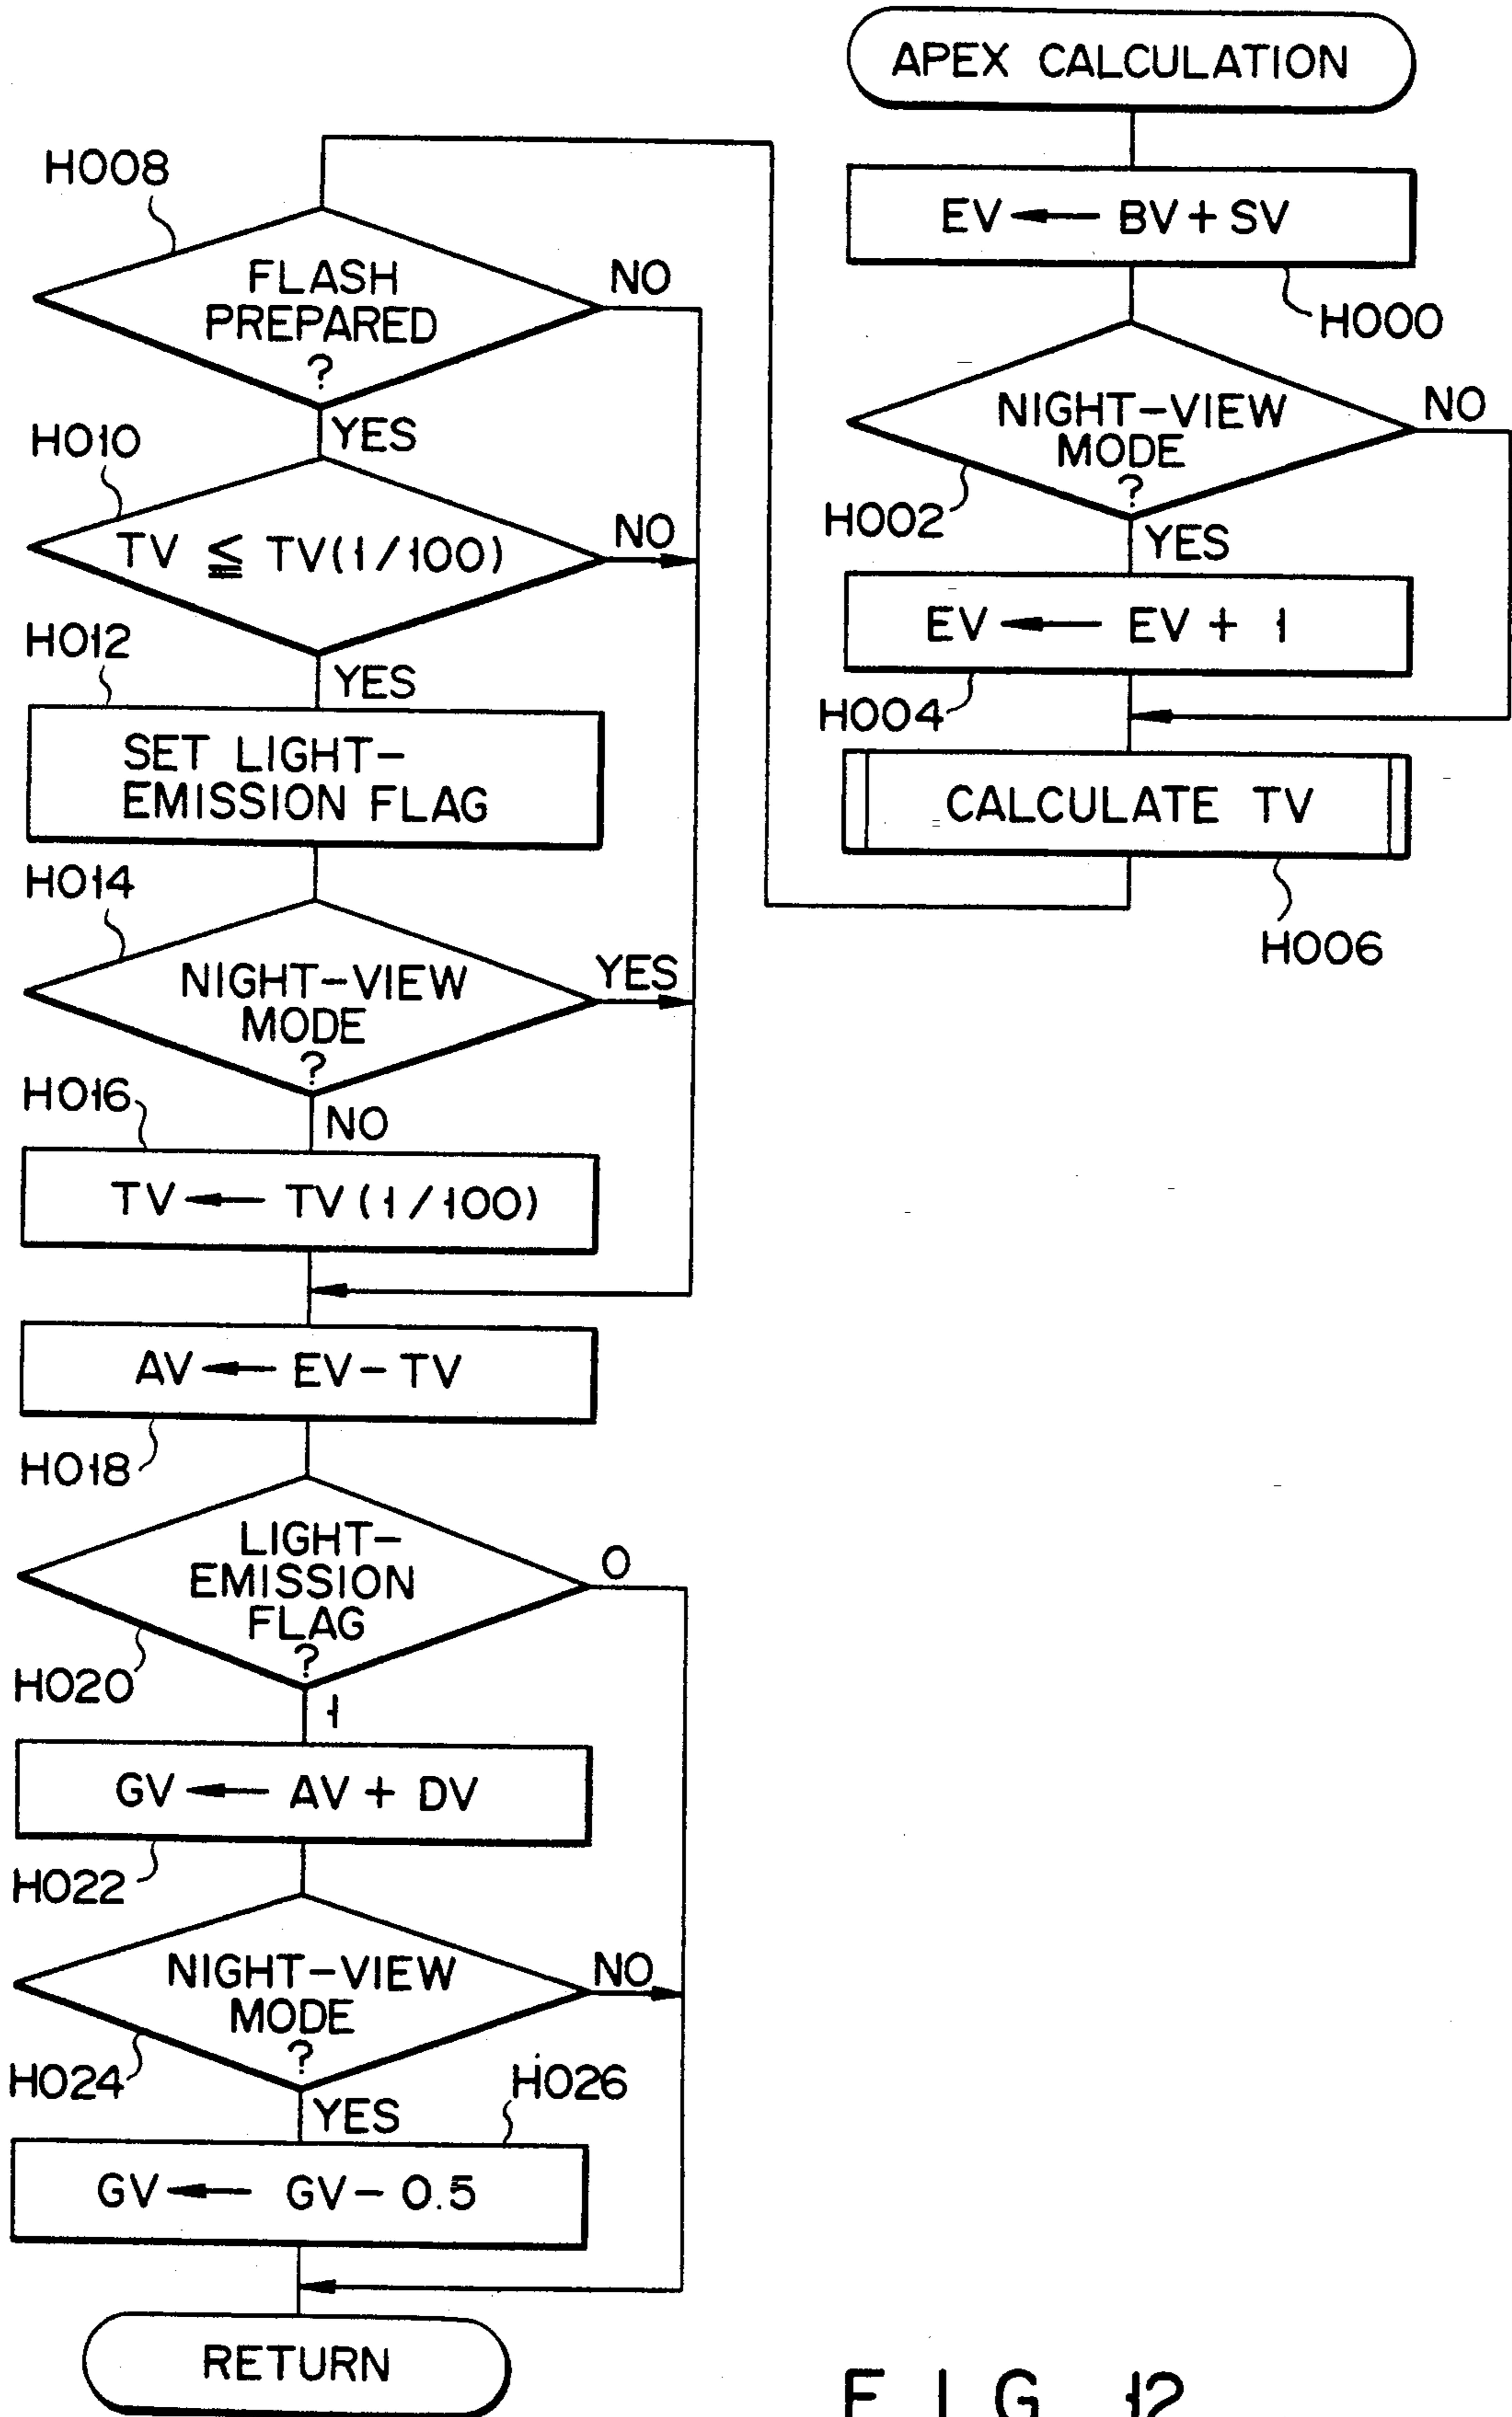 APEX CALCULATION
EV ← BV + SV
H000
NIGHT-VIEW
MODE
?
NO
H002
YES
EV ← EV + 1
H004
CALCULATE TV
H006
H008
FLASH
PREPARED
?
NO
YES
H010
TV ≦ TV(1/100)
NO
YES
H012
SET LIGHT-
EMISSION FLAG
H014
NIGHT-VIEW
MODE
?
YES
NO
H016
TV ← TV(1/100)
AV ← EV - TV
H018
LIGHT-
EMISSION
FLAG
?
0
H020
1
GV ← AV + DV
H022
NIGHT-VIEW
MODE
?
NO
H024
YES
H026
GV ← GV - 0.5
RETURN
FIG. 12